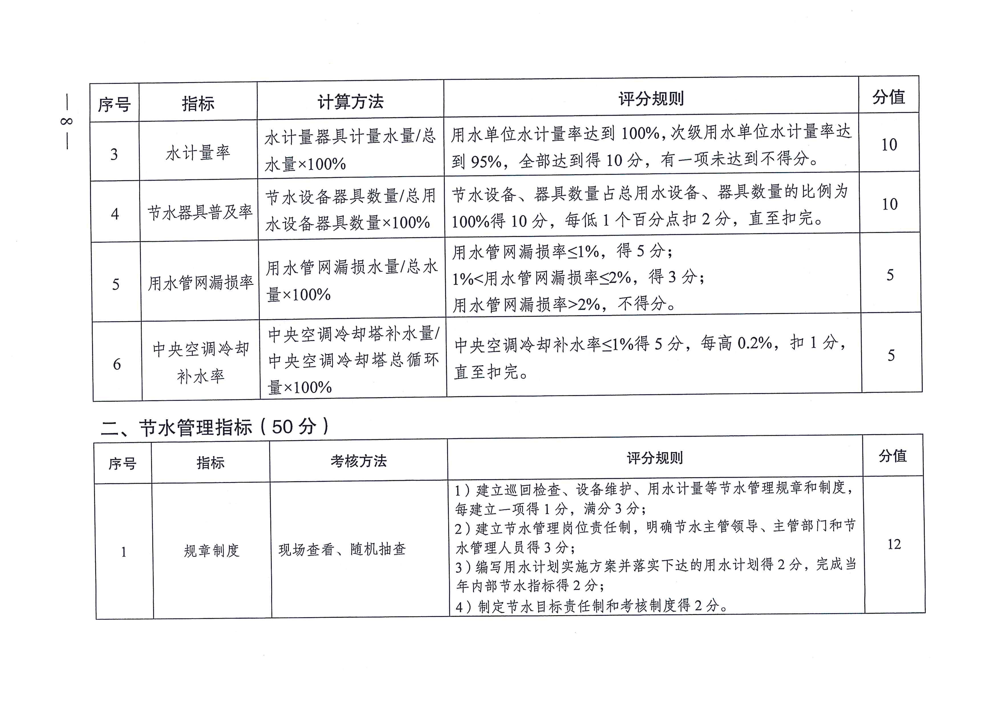 — 8 —
序号 指标 计算方法 评分规则 分值
3 水计量率
水计量器具计量水量/总
水量×100%
用水单位水计量率达到 100%,次级用水单位水计量率达
到 95%，全部达到得 10 分，有一项未达到不得分。
10
4 节水器具普及率
节水设备器具数量/总用
水设备器具数量×100%
节水设备、器具数量占总用水设备、器具数量的比例为
100%得 10 分，每低 1 个百分点扣 2 分，直至扣完。
10
5 用水管网漏损率
用水管网漏损水量/总水
量×100%
用水管网漏损率≤1%，得 5 分；
1%<用水管网漏损率≤2%，得 3 分；
用水管网漏损率>2%，不得分。
5
6
中央空调冷却
补水率
中央空调冷却塔补水量/
中央空调冷却塔总循环
量×100%
中央空调冷却补水率≤1%得 5 分，每高 0.2%，扣 1 分，
直至扣完。
5
二、节水管理指标（50 分）
序号 指标 考核方法 评分规则 分值
1 规章制度 现场查看、随机抽查
1）建立巡回检查、设备维护、用水计量等节水管理规章和制度，
每建立一项得 1 分，满分 3 分；
2）建立节水管理岗位责任制，明确节水主管领导、主管部门和节
水管理人员得 3 分；
3）编写用水计划实施方案并落实下达的用水计划得 2 分，完成当
年内部节水指标得 2 分；
4）制定节水目标责任制和考核制度得 2 分。
12